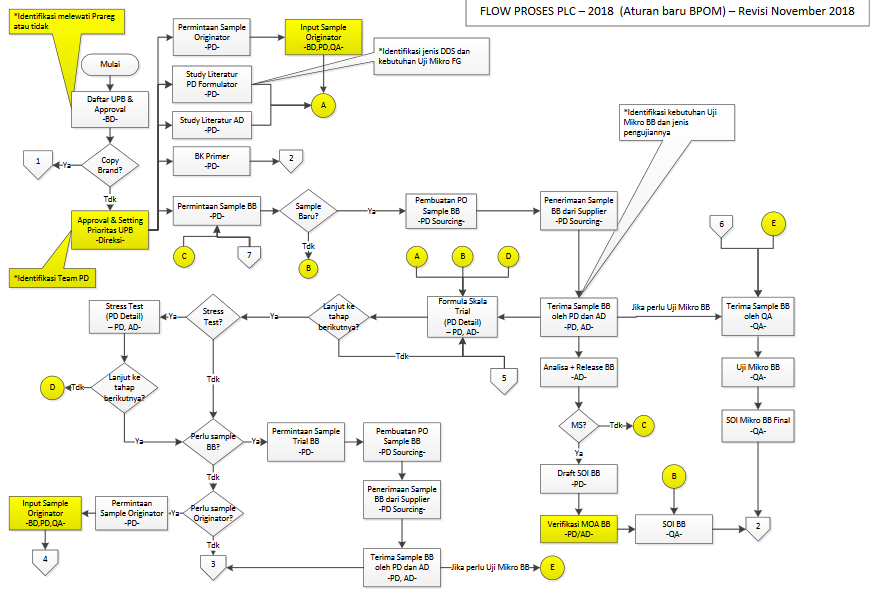 FLOW PROSES PLC – 2018 (Aturan baru BPOM) – Revisi November 2018
*Identifikasi melewati Prareg
atau tidak
Mulai
Daftar UPB &
Approval
-BD-
Copy
Brand?
Ya
1
Tdk
Approval & Setting
Prioritas UPB
-Direksi-
*Identifikasi Team PD
Permintaan Sample
Originator
-PD-
Input Sample
Originator
-BD,PD,QA-
*Identifikasi jenis DDS dan
kebutuhan Uji Mikro FG
Study Literatur
PD Formulator
-PD-
A
Study Literatur AD
-PD-
BK Primer
-PD-
2
Permintaan Sample BB
-PD-
C
7
Sample
Baru?
Ya
Tdk
B
Pembuatan PO
Sample BB
-PD Sourcing-
Penerimaan Sample
BB dari Supplier
-PD Sourcing-
*Identifikasi kebutuhan Uji
Mikro BB dan jenis
pengujiannya
6
E
A
B
D
Stress Test
(PD Detail)
– PD, AD-
Ya
Stress
Test?
Ya
Lanjut ke
tahap
berikutnya?
Tdk
Formula Skala
Trial
(PD Detail)
– PD, AD-
5
Terima Sample BB
oleh PD dan AD
-PD, AD-
Jika perlu Uji Mikro BB
Terima Sample BB
oleh QA
-QA-
D
Tdk
Lanjut ke
tahap
berikutnya?
Ya
Tdk
Analisa + Release BB
-AD-
Uji Mikro BB
-QA-
MS?
Tdk
C
Ya
SOI Mikro BB Final
-QA-
Perlu sample
BB?
Ya
Permintaan Sample
Trial BB
-PD-
Pembuatan PO
Sample BB
-PD Sourcing-
Tdk
Draft SOI BB
-PD-
B
Penerimaan Sample
BB dari Supplier
-PD Sourcing-
Input Sample
Originator
-BD,PD,QA-
Permintaan
Sample Originator
-PD-
Ya
Perlu sample
Originator?
Verifikasi MOA BB
-PD/AD-
SOI BB
-QA-
2
4
Tdk
3
Terima Sample BB
oleh PD dan AD
-PD, AD-
Jika perlu Uji Mikro BB
E